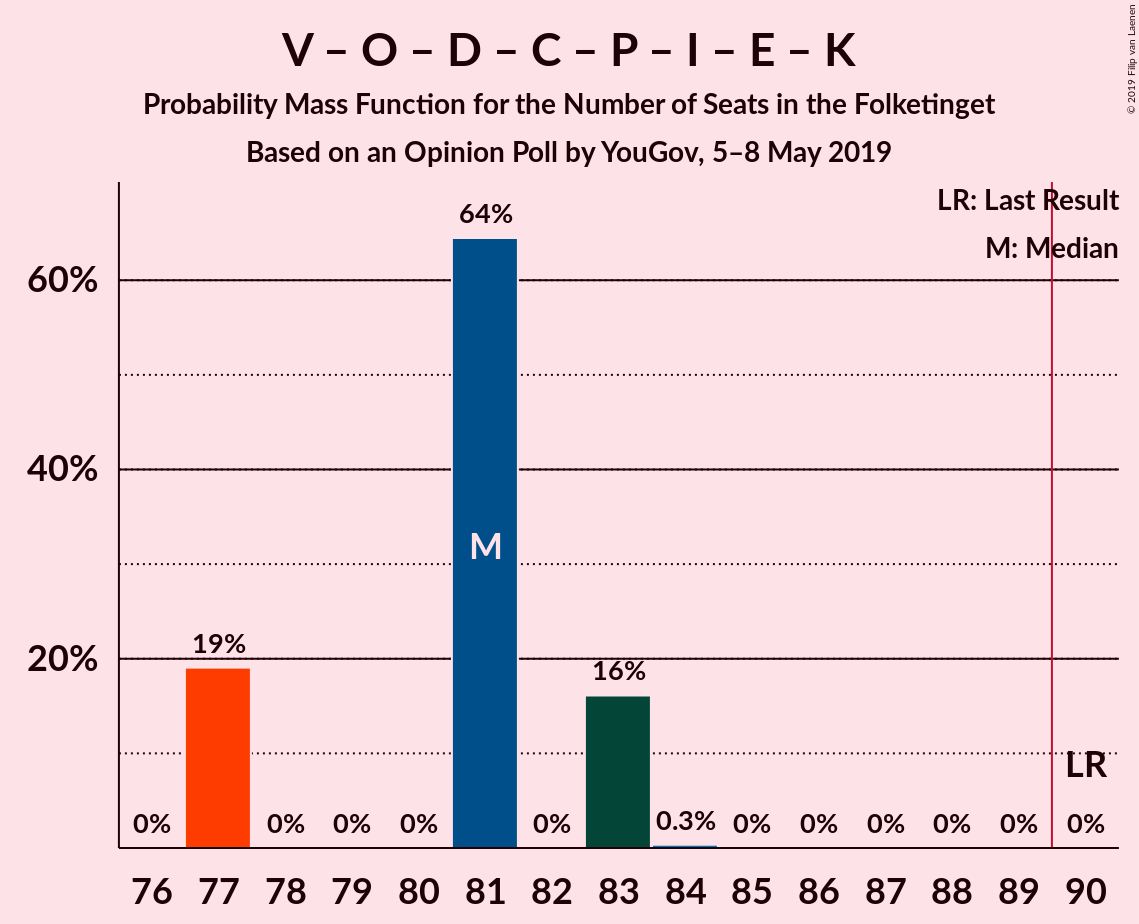 V – O – D – C – P – I – E – K
Probability Mass Function for the Number of Seats in the Folketinget
Based on an Opinion Poll by YouGov, 5–8 May 2019
© 2019 Filip van Laenen
LR: Last Result
M: Median
60%
40%
20%
64%
19%
16%
M
LR
0%
0%
0%
0%
0%
0.3%
0%
0%
0%
0%
0%
0%
76 77 78 79 80 81 82 83 84 85 86 87 88 89 90